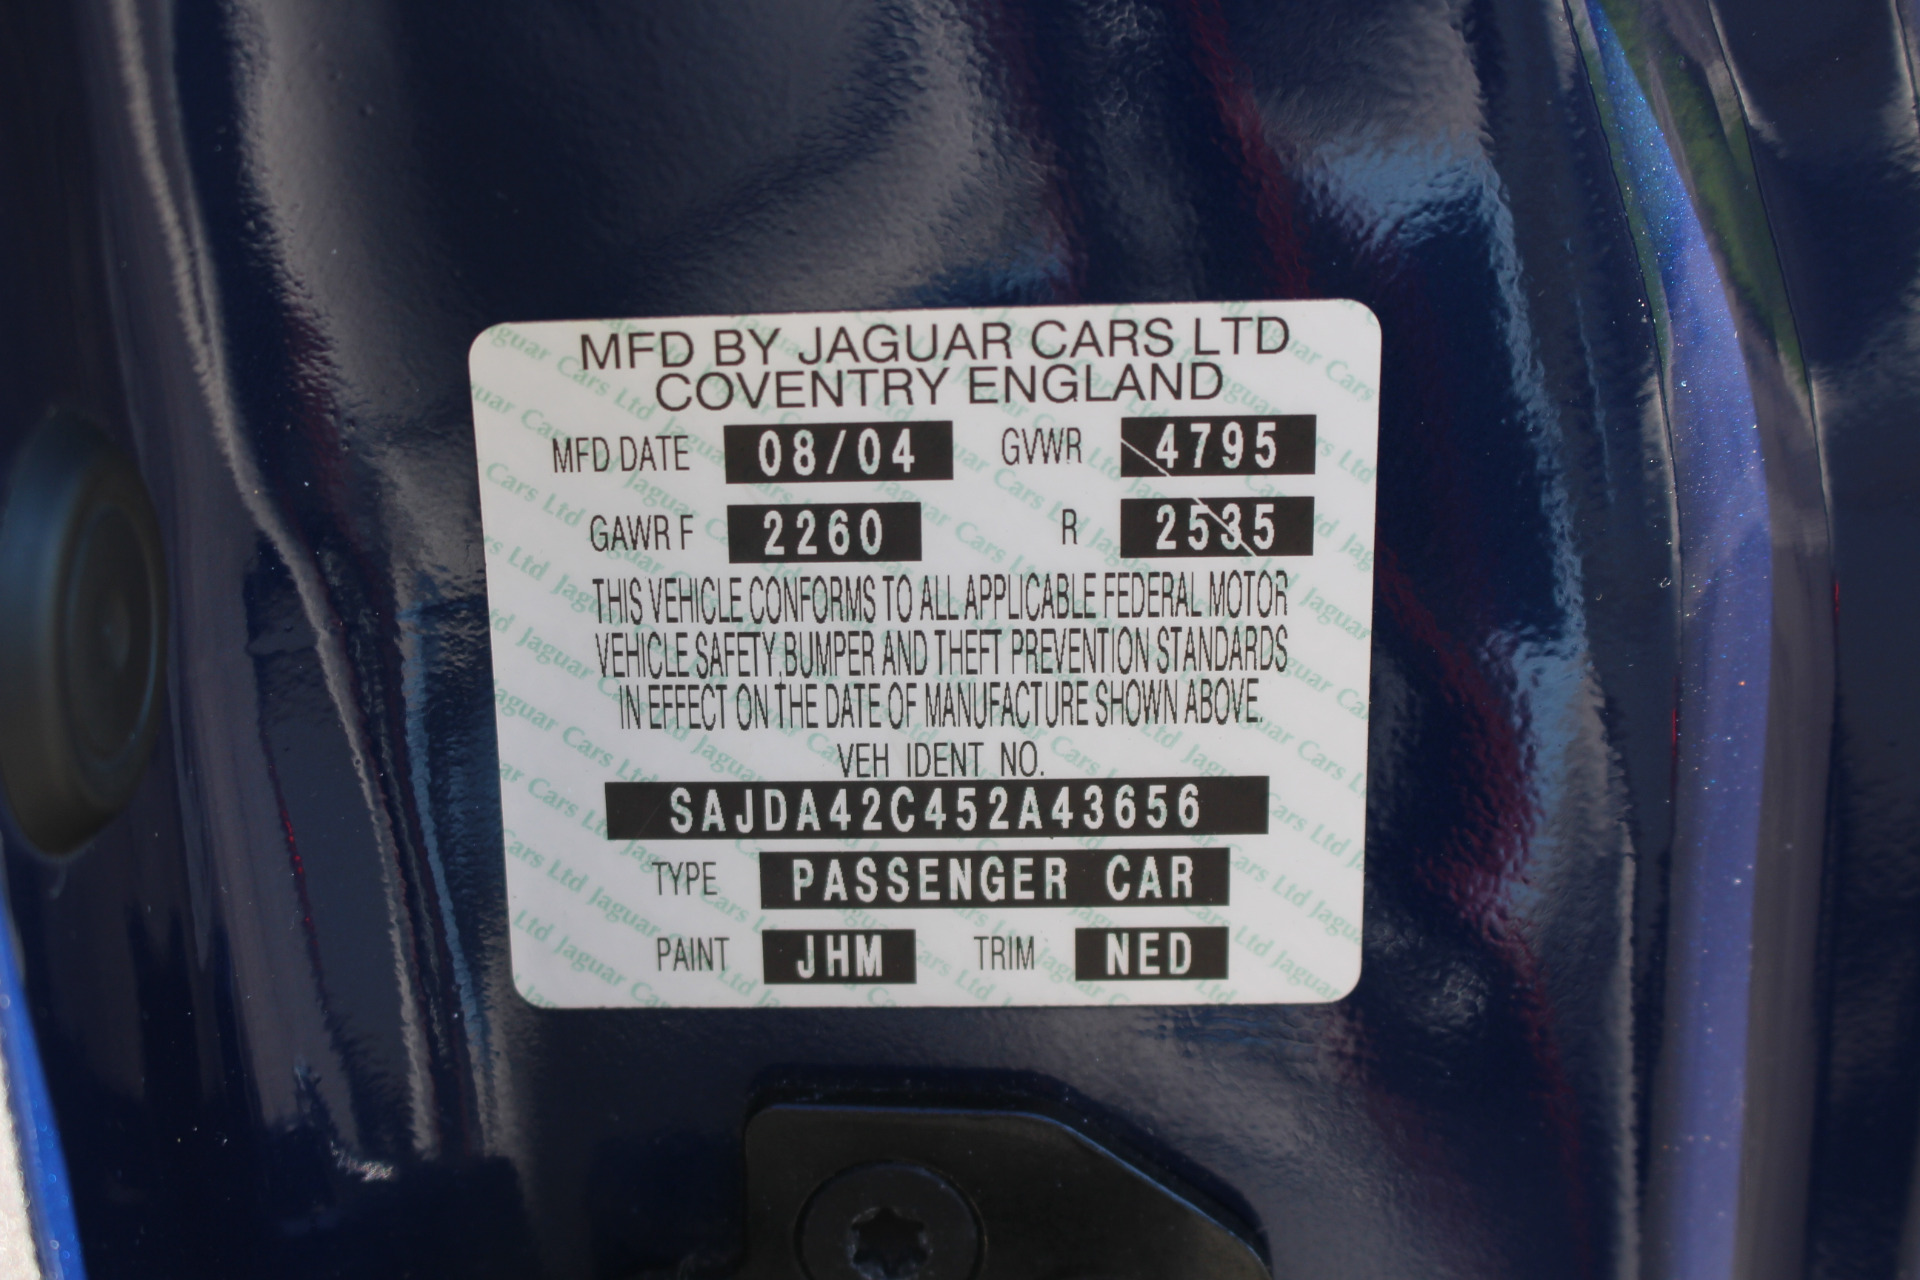 MFD BY JAGUAR CARS LTD
COVENTRY ENGLAND
MFD DATE 08/04 GVWR 4795
GAWR F 2260 R 2535
THIS VEHICLE CONFORMS TO ALL APPLICABLE FEDERAL MOTOR
VEHICLE SAFETY, BUMPER AND THEFT PREVENTION STANDARDS
IN EFFECT ON THE DATE OF MANUFACTURE SHOWN ABOVE.
VEH IDENT NO.
SAJDA42C452A43656
TYPE PASSENGER CAR
PAINT JHM TRIM NED